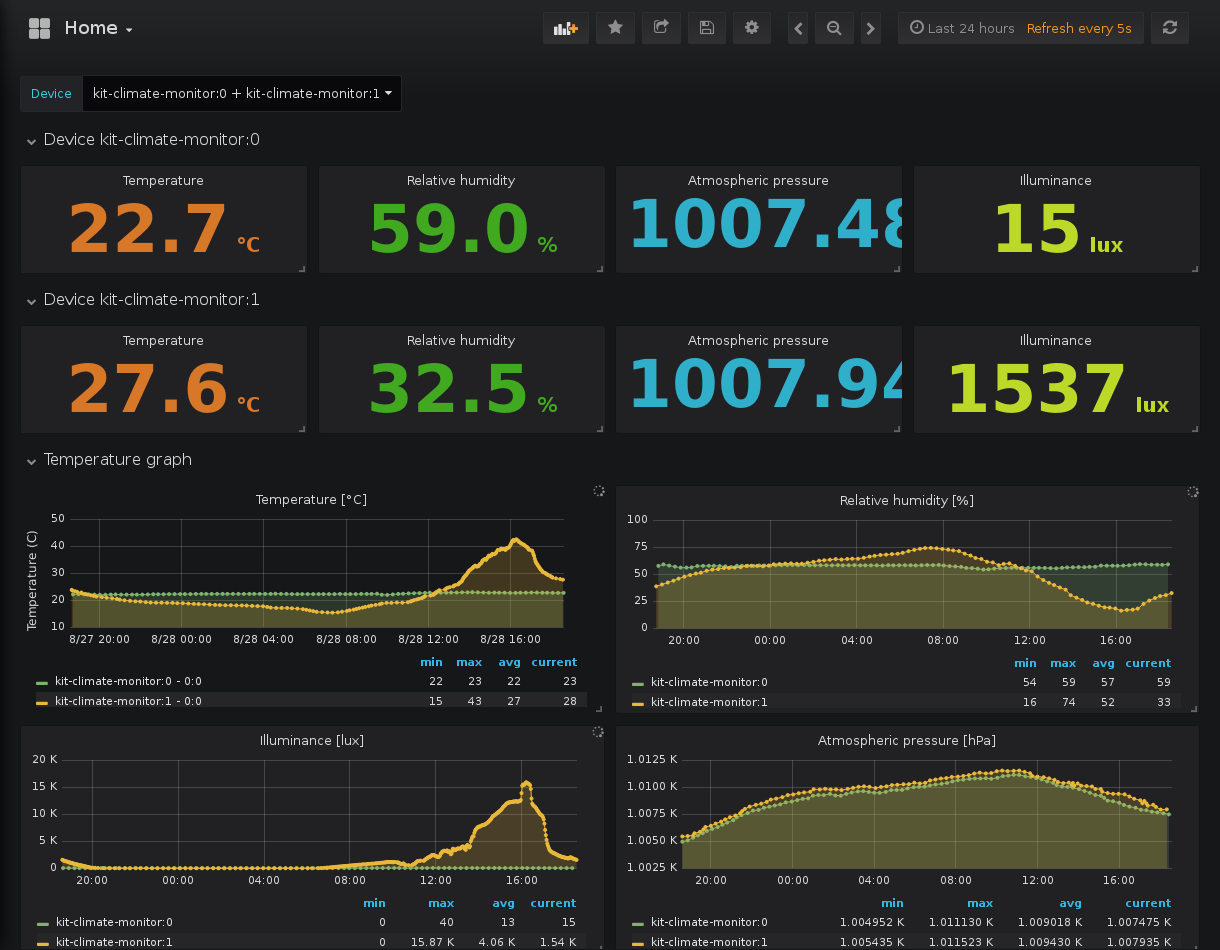 Home
Last 24 hours Refresh every 5s
Device kit-climate-monitor:0 + kit-climate-monitor:1
Device kit-climate-monitor:0
Temperature Relative humidity Atmospheric pressure Illuminance
22.7 °C 59.0 % 1007.48 15 lux
Device kit-climate-monitor:1
Temperature Relative humidity Atmospheric pressure Illuminance
27.6 °C 32.5 % 1007.94 1537 lux
Temperature graph
Temperature [°C]
Temperature (C)
50
40
30
20
10
8/27 20:00 8/28 00:00 8/28 04:00 8/28 08:00 8/28 12:00 8/28 16:00
min max avg current
kit-climate-monitor:0 - 0:0 22 23 22 23
kit-climate-monitor:1 - 0:0 15 43 27 28
Relative humidity [%]
100
75
50
25
0
20:00 00:00 04:00 08:00 12:00 16:00
min max avg current
kit-climate-monitor:0 54 59 57 59
kit-climate-monitor:1 16 74 52 33
Illuminance [lux]
20 K
15 K
10 K
5 K
0
20:00 00:00 04:00 08:00 12:00 16:00
min max avg current
kit-climate-monitor:0 0 40 13 15
kit-climate-monitor:1 0 15.87 K 4.06 K 1.54 K
Atmospheric pressure [hPa]
1.0125 K
1.0100 K
1.0075 K
1.0050 K
1.0025 K
20:00 00:00 04:00 08:00 12:00 16:00
min max avg current
kit-climate-monitor:0 1.004952 K 1.011130 K 1.009018 K 1.007475 K
kit-climate-monitor:1 1.005435 K 1.011523 K 1.009430 K 1.007935 K